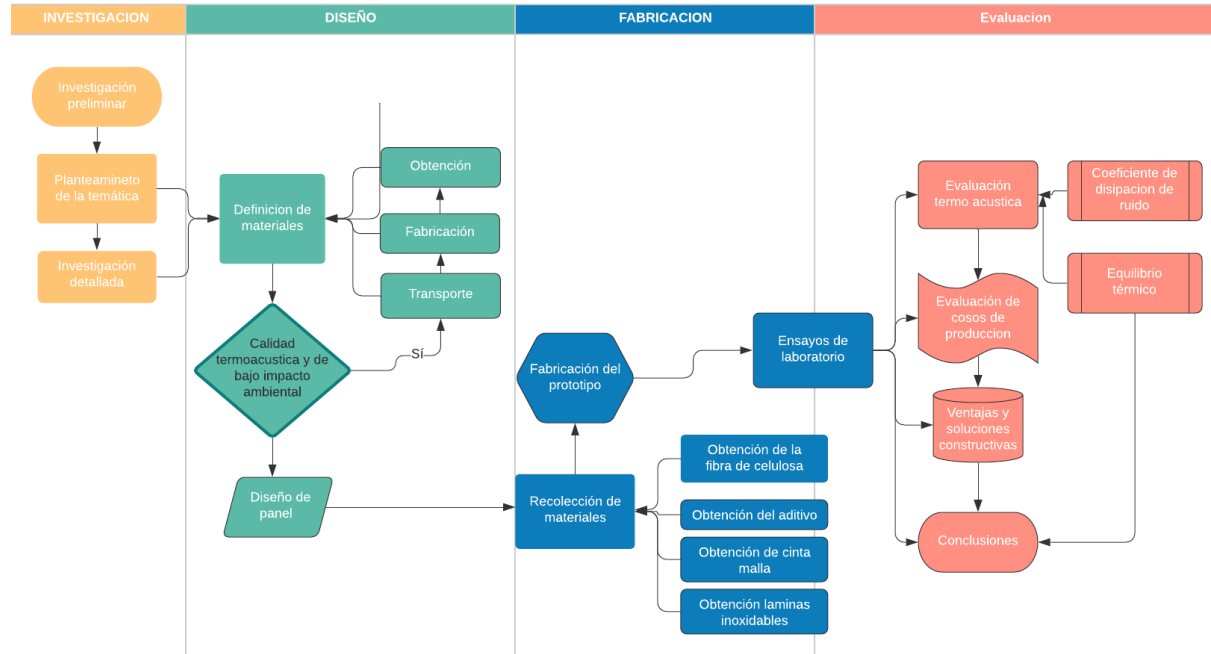 INVESTIGACION
DISEÑO
FABRICACION
Evaluacion
Investigación
preliminar
Planteamineto
de la temática
Investigación
detallada
Definicion de
materiales
Obtención
Fabricación
Transporte
Calidad
termoacustica y de
bajo impacto
ambiental
Sí
Diseño de
panel
Fabricación del
prototipo
Ensayos de
laboratorio
Recolección de
materiales
Obtención de la
fibra de celulosa
Obtención del aditivo
Obtención de cinta
malla
Obtención laminas
inoxidables
Evaluación
termo acustica
Coeficiente de
disipacion de
ruido
Equilibrio
térmico
Evaluación de
cosos de
produccion
Ventajas y
soluciones
constructivas
Conclusiones